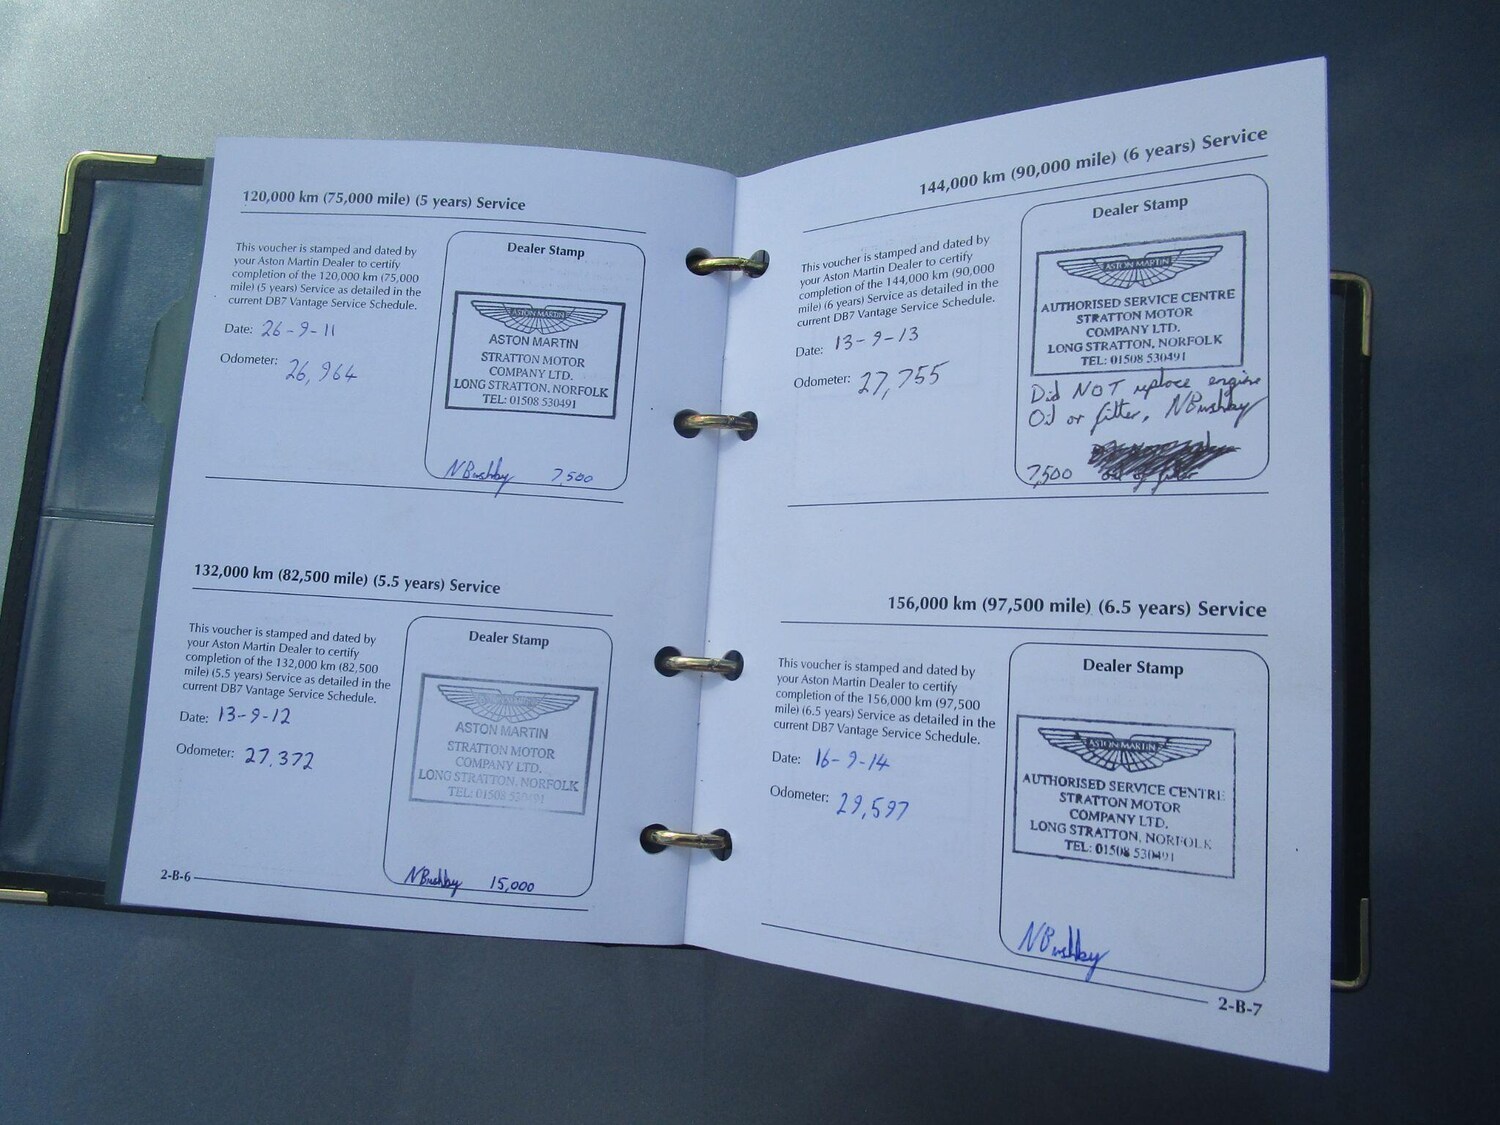 120,000 km (75,000 mile) (5 years) Service
This voucher is stamped and dated by
your Aston Martin Dealer to certify
completion of the 120,000 km (75,000
mile) (5 years) Service as detailed in the
current DB7 Vantage Service Schedule.
Date: 26-9-11
Odometer: 26,964
Dealer Stamp
ASTON MARTIN
ASTON MARTIN
STRATTON MOTOR
COMPANY LTD.
LONG STRATTON, NORFOLK
TEL: 01508 530491
NBushby 7,500
132,000 km (82,500 mile) (5.5 years) Service
This voucher is stamped and dated by
your Aston Martin Dealer to certify
completion of the 132,000 km (82,500
mile) (5.5 years) Service as detailed in the
current DB7 Vantage Service Schedule.
Date: 13-9-12
Odometer: 27,372
Dealer Stamp
ASTON MARTIN
STRATTON MOTOR
COMPANY LTD.
LONG STRATTON, NORFOLK
TEL: 01508 530491
NBushby 15,000
2-B-6
144,000 km (90,000 mile) (6 years) Service
This voucher is stamped and dated by
your Aston Martin Dealer to certify
completion of the 144,000 km (90,000
mile) (6 years) Service as detailed in the
current DB7 Vantage Service Schedule.
Date: 13-9-13
Odometer: 27,755
Dealer Stamp
ASTON MARTIN
AUTHORISED SERVICE CENTRE
STRATTON MOTOR
COMPANY LTD.
LONG STRATTON, NORFOLK
TEL: 01508 530491
Did NOT replace engine
Oil or filter, NBushby
7,500
156,000 km (97,500 mile) (6.5 years) Service
This voucher is stamped and dated by
your Aston Martin Dealer to certify
completion of the 156,000 km (97,500
mile) (6.5 years) Service as detailed in the
current DB7 Vantage Service Schedule.
Date: 16-9-14
Odometer: 29,597
Dealer Stamp
ASTON MARTIN
AUTHORISED SERVICE CENTRE
STRATTON MOTOR
COMPANY LTD.
LONG STRATTON, NORFOLK
TEL: 01508 530491
NBushby
2-B-7